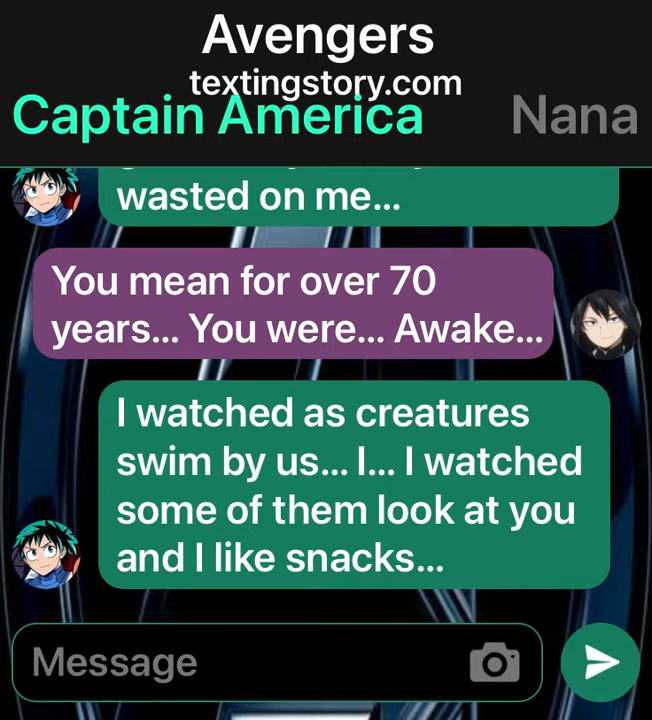 Avengers
textingstory.com
Captain America Nana
wasted on me...
You mean for over 70
years... You were... Awake...
I watched as creatures
swim by us... I... I watched
some of them look at you
and I like snacks...
Message